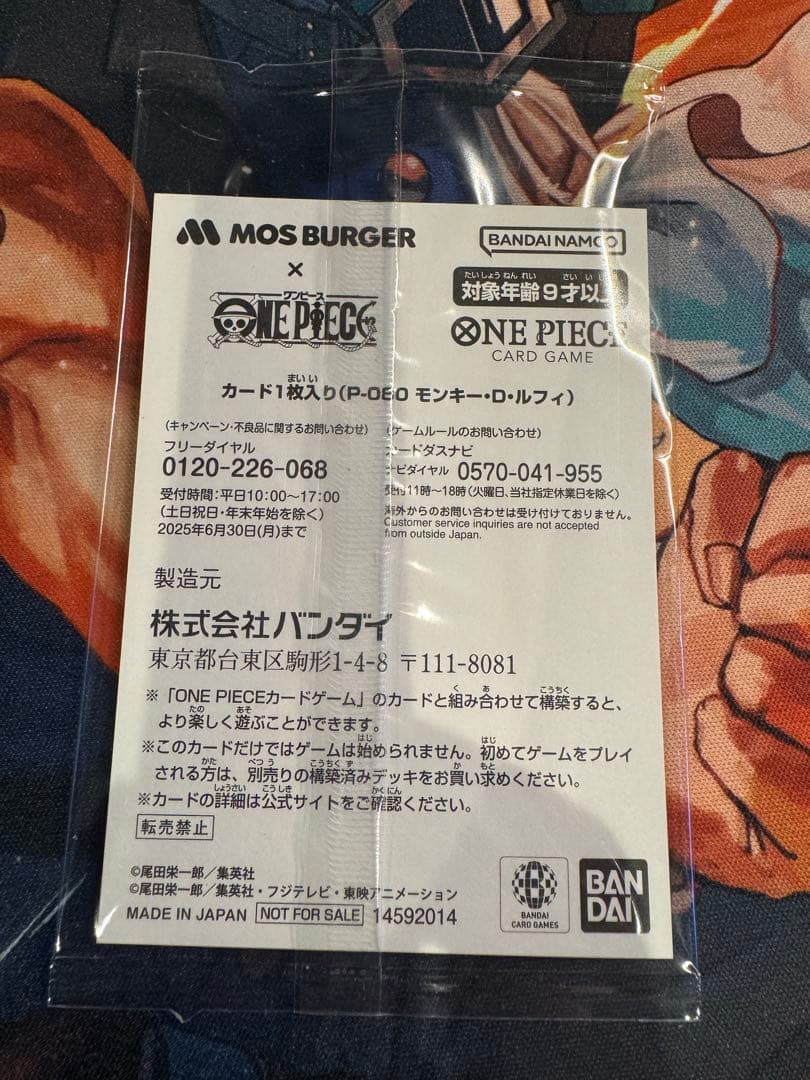 MOS BURGER
×
ワンピース
ONE PIECE
BANDAI NAMCO
たいしょうねんれい さい
対象年齢9才以
ONE PIECE
CARD GAME
まい い
カード1枚入り(P-080 モンキー・D・ルフィ)
(キャンペーン・不良品に関するお問い合わせ)
フリーダイヤル
0120-226-068
受付時間:平日10:00〜17:00
(土日祝日・年末年始を除く)
2025年6月30日(月)まで
(ゲームルールのお問い合わせ)
カードダスナビ
ナビダイヤル 0570-041-955
受付11時〜18時(火曜日、当社指定休業日を除く)
海外からのお問い合わせは受け付けておりません。
Customer service inquiries are not accepted
from outside Japan.
製造元
株式会社バンダイ
東京都台東区駒形1-4-8 〒111-8081
く あ こうちく
※「ONE PIECEカードゲーム」のカードと組み合わせて構築すると、
たの あそ
より楽しく遊ぶことができます。
はじ はじ
※このカードだけではゲームは始められません。初めてゲームをプレイ
かた べつう こうちくず か もと
される方は、別売りの構築済みデッキをお買い求めください。
しょうさい こうしき かくにん
※カードの詳細は公式サイトをご確認ください。
転売禁止
©尾田栄一郎/集英社
©尾田栄一郎/集英社・フジテレビ・東映アニメーション
MADE IN JAPAN NOT FOR SALE 14592014
BANDAI
CARD GAMES
BAN
DAI